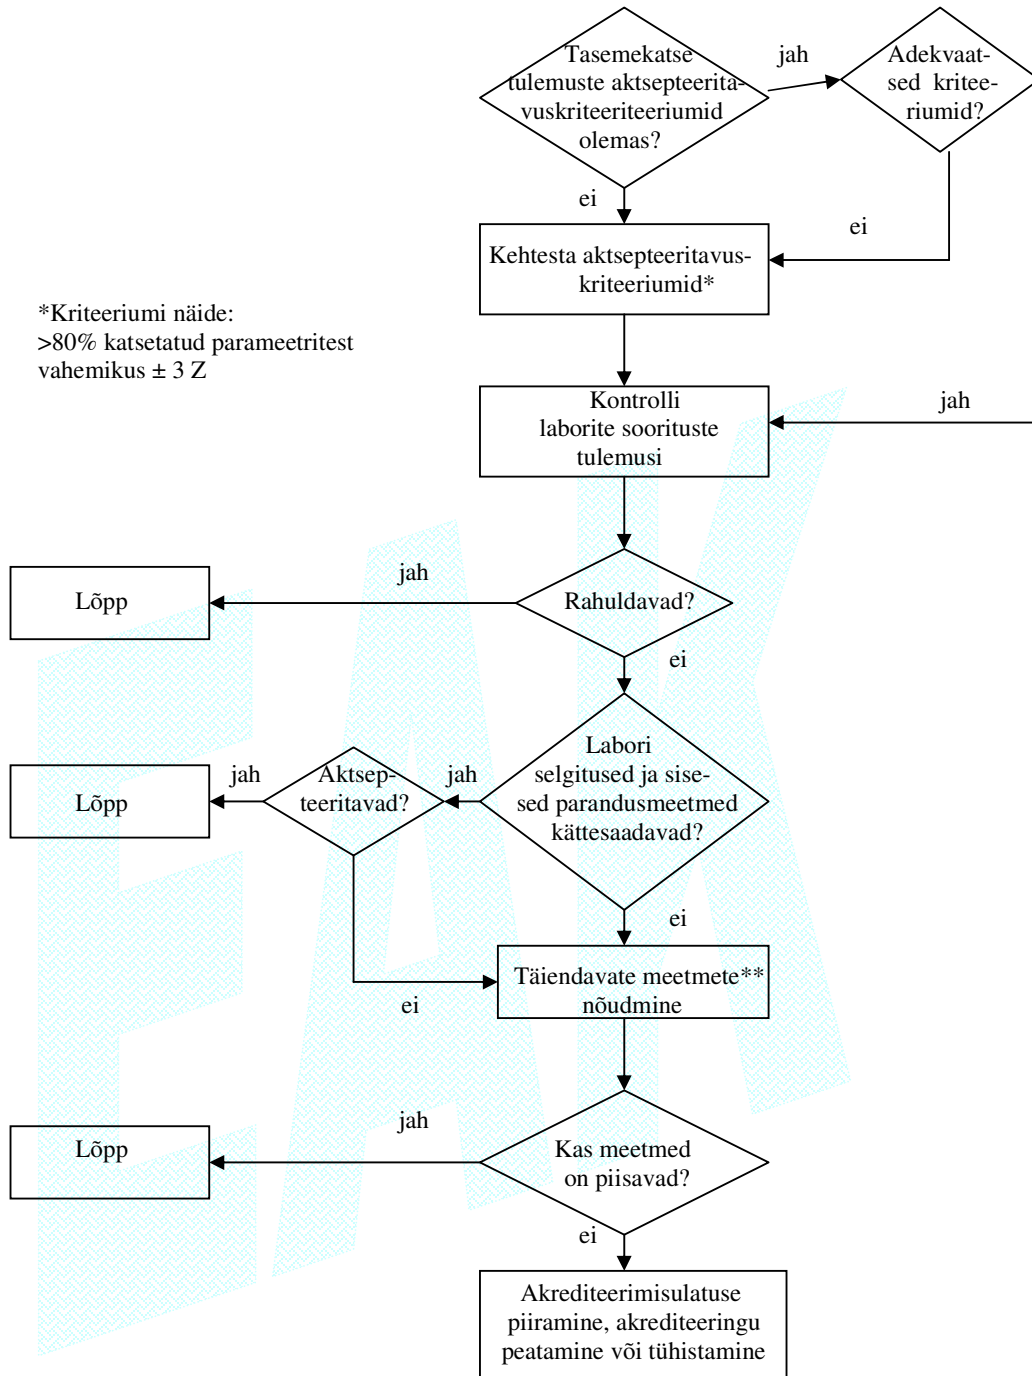 Tasemekatse
tulemuste aktsepteerita-
vuskriteeriteeriumid
olemas?
jah
Adekvaat-
sed kritee-
riumid?
ei
ei
Kehtesta aktsepteeritavus-
kriteeriumid*
*Kriteeriumi näide:
>80% katsetatud parameetritest
vahemikus ± 3 Z
Kontrolli
laborite soorituste
tulemusi
jah
jah
Lõpp
Rahuldavad?
ei
Labori
selgitused ja sise-
sed parandusmeetmed
kättesaadavad?
jah
Aktsep-
teeritavad?
jah
Lõpp
ei
ei
Täiendavate meetmete**
nõudmine
jah
Lõpp
Kas meetmed
on piisavad?
ei
Akrediteerimisulatuse
piiramine, akrediteeringu
peatamine või tühistamine
EAK